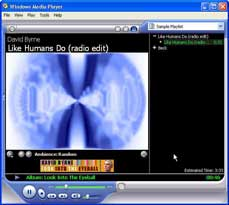 Windows Media Player
File View Play Tools Help
Sample Playlist
David Byrne
Like Humans Do (radio edit)
Like Humans Do (radio edit)
Like Humans Do (radio ... 3:33
Back
Ambience: Random
DAVID BYRNE
LOOK INTO THE EYEBALL
Estimated Time: 3:33
Album: Look Into The Eyeball